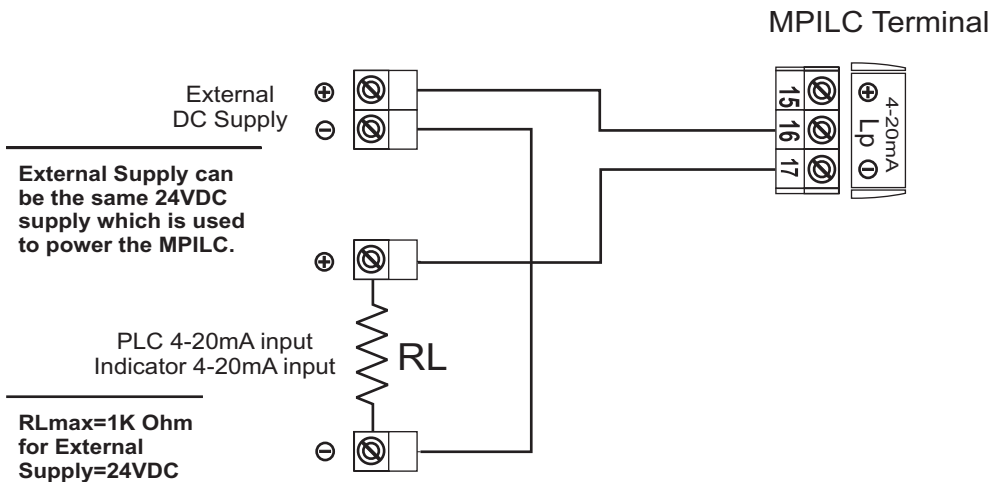 MPILC Terminal
External
DC Supply
⊕
⊖
External Supply can
be the same 24VDC
supply which is used
to power the MPILC.
15
16
17
4-20mA
⊕ Lp ⊖
⊕
PLC 4-20mA input
Indicator 4-20mA input
RL
RLmax=1K Ohm
for External
Supply=24VDC
⊖